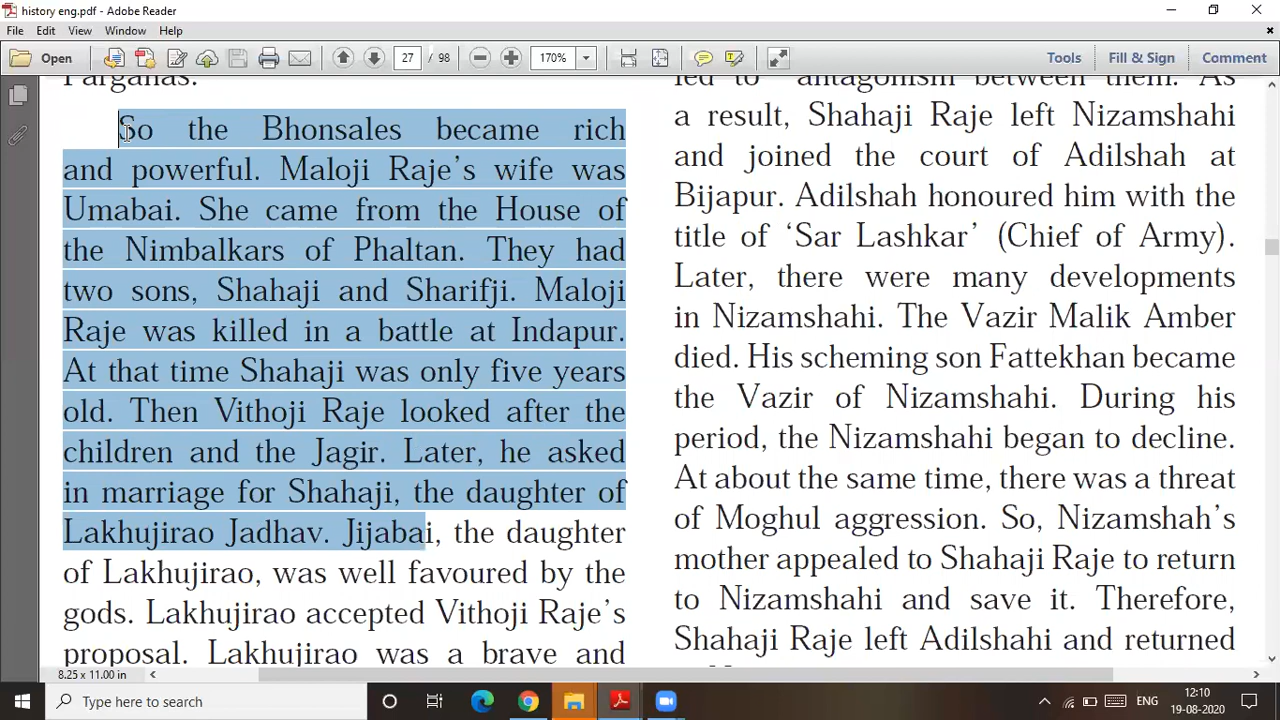 history eng.pdf - Adobe Reader
File Edit View Window Help
Open 27 / 98 170% Tools Fill & Sign Comment
Parganas.
So the Bhonsales became rich
and powerful. Maloji Raje's wife was
Umabai. She came from the House of
the Nimbalkars of Phaltan. They had
two sons, Shahaji and Sharifji. Maloji
Raje was killed in a battle at Indapur.
At that time Shahaji was only five years
old. Then Vithoji Raje looked after the
children and the Jagir. Later, he asked
in marriage for Shahaji, the daughter of
Lakhujirao Jadhav. Jijabai, the daughter
of Lakhujirao, was well favoured by the
gods. Lakhujirao accepted Vithoji Raje's
proposal. Lakhujirao was a brave and
led to antagonism between them. As
a result, Shahaji Raje left Nizamshahi
and joined the court of Adilshah at
Bijapur. Adilshah honoured him with the
title of ‘Sar Lashkar’ (Chief of Army).
Later, there were many developments
in Nizamshahi. The Vazir Malik Amber
died. His scheming son Fattekhan became
the Vazir of Nizamshahi. During his
period, the Nizamshahi began to decline.
At about the same time, there was a threat
of Moghul aggression. So, Nizamshah's
mother appealed to Shahaji Raje to return
to Nizamshahi and save it. Therefore,
Shahaji Raje left Adilshahi and returned
8.25 x 11.00 in
Type here to search
ENG
12:10
19-08-2020